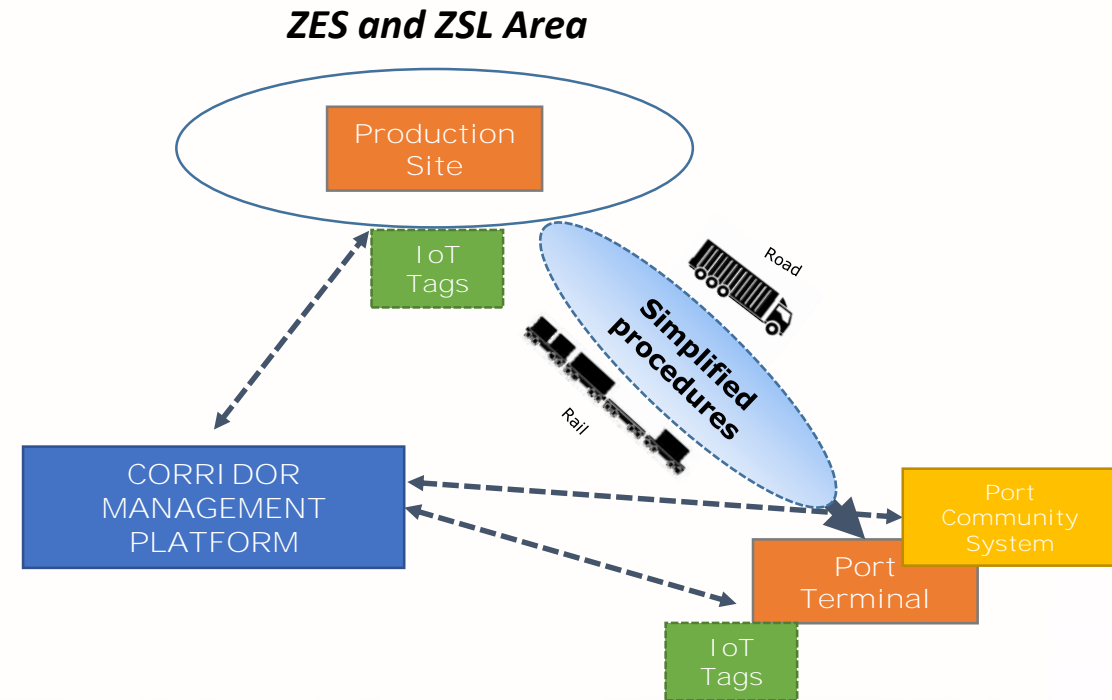 ZES and ZSL Area
Production
Site
IoT
Tags
Road
Simplified
procedures
Rail
CORRIDOR
MANAGEMENT
PLATFORM
Port
Community
System
Port
Terminal
IoT
Tags